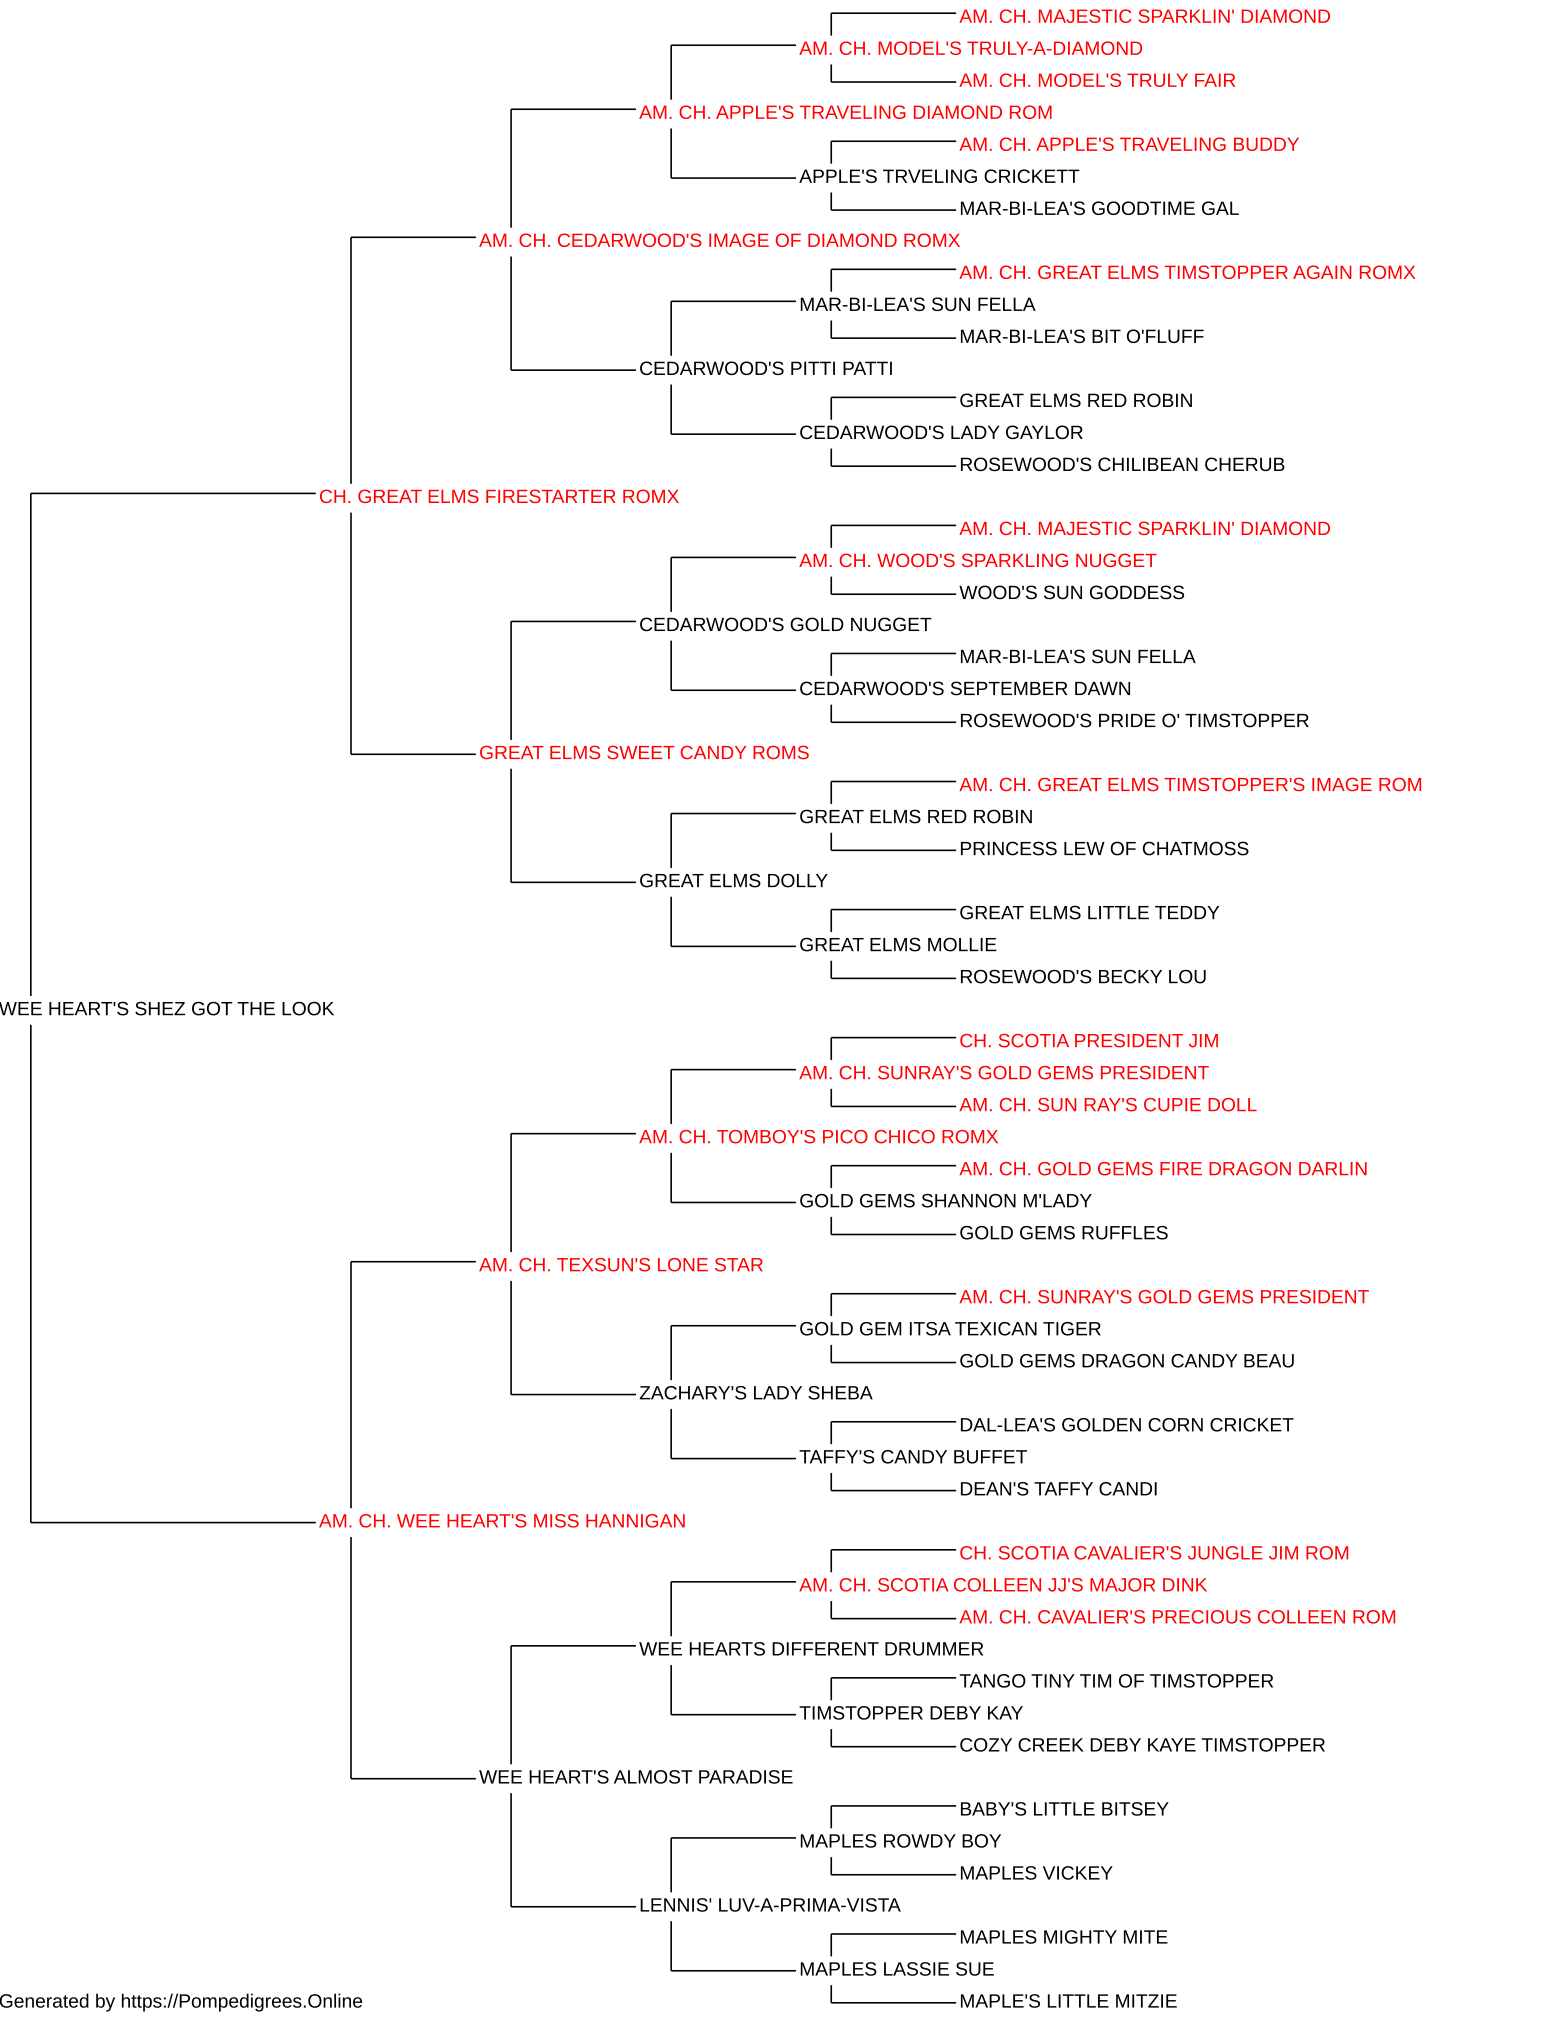 AM. CH. MAJESTIC SPARKLIN' DIAMOND
AM. CH. MODEL'S TRULY-A-DIAMOND
AM. CH. MODEL'S TRULY FAIR
AM. CH. APPLE'S TRAVELING DIAMOND ROM
AM. CH. APPLE'S TRAVELING BUDDY
APPLE'S TRVELING CRICKETT
MAR-BI-LEA'S GOODTIME GAL
AM. CH. CEDARWOOD'S IMAGE OF DIAMOND ROMX
AM. CH. GREAT ELMS TIMSTOPPER AGAIN ROMX
MAR-BI-LEA'S SUN FELLA
MAR-BI-LEA'S BIT O'FLUFF
CEDARWOOD'S PITTI PATTI
GREAT ELMS RED ROBIN
CEDARWOOD'S LADY GAYLOR
ROSEWOOD'S CHILIBEAN CHERUB
CH. GREAT ELMS FIRESTARTER ROMX
AM. CH. MAJESTIC SPARKLIN' DIAMOND
AM. CH. WOOD'S SPARKLING NUGGET
WOOD'S SUN GODDESS
CEDARWOOD'S GOLD NUGGET
MAR-BI-LEA'S SUN FELLA
CEDARWOOD'S SEPTEMBER DAWN
ROSEWOOD'S PRIDE O' TIMSTOPPER
GREAT ELMS SWEET CANDY ROMS
AM. CH. GREAT ELMS TIMSTOPPER'S IMAGE ROM
GREAT ELMS RED ROBIN
PRINCESS LEW OF CHATMOSS
GREAT ELMS DOLLY
GREAT ELMS LITTLE TEDDY
GREAT ELMS MOLLIE
ROSEWOOD'S BECKY LOU
WEE HEART'S SHEZ GOT THE LOOK
CH. SCOTIA PRESIDENT JIM
AM. CH. SUNRAY'S GOLD GEMS PRESIDENT
AM. CH. SUN RAY'S CUPIE DOLL
AM. CH. TOMBOY'S PICO CHICO ROMX
AM. CH. GOLD GEMS FIRE DRAGON DARLIN
GOLD GEMS SHANNON M'LADY
GOLD GEMS RUFFLES
AM. CH. TEXSUN'S LONE STAR
AM. CH. SUNRAY'S GOLD GEMS PRESIDENT
GOLD GEM ITSA TEXICAN TIGER
GOLD GEMS DRAGON CANDY BEAU
ZACHARY'S LADY SHEBA
DAL-LEA'S GOLDEN CORN CRICKET
TAFFY'S CANDY BUFFET
DEAN'S TAFFY CANDI
AM. CH. WEE HEART'S MISS HANNIGAN
CH. SCOTIA CAVALIER'S JUNGLE JIM ROM
AM. CH. SCOTIA COLLEEN JJ'S MAJOR DINK
AM. CH. CAVALIER'S PRECIOUS COLLEEN ROM
WEE HEARTS DIFFERENT DRUMMER
TANGO TINY TIM OF TIMSTOPPER
TIMSTOPPER DEBY KAY
COZY CREEK DEBY KAYE TIMSTOPPER
WEE HEART'S ALMOST PARADISE
BABY'S LITTLE BITSEY
MAPLES ROWDY BOY
MAPLES VICKEY
LENNIS' LUV-A-PRIMA-VISTA
MAPLES MIGHTY MITE
MAPLES LASSIE SUE
MAPLE'S LITTLE MITZIE
Generated by https://Pompedigrees.Online